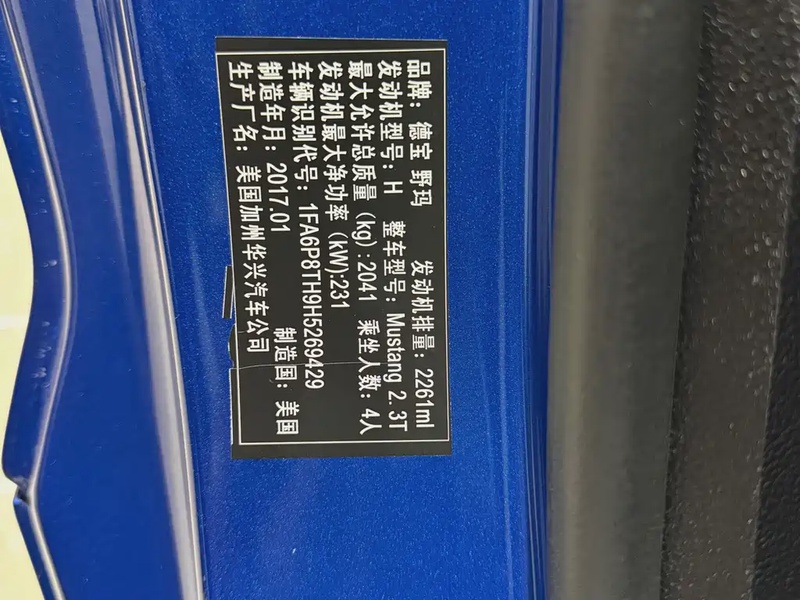 品牌：德宝 野玛 发动机排量：2261ml
发动机型号：H 整车型号：Mustang 2.3T
最大允许总质量 (kg)：2041 乘坐人数：4人
发动机最大净功率 (kW):231
车辆识别代号：1FA6P8TH9H5269429
制造年月：2017.01 制造国：美国
生产厂名：美国加州华兴汽车公司